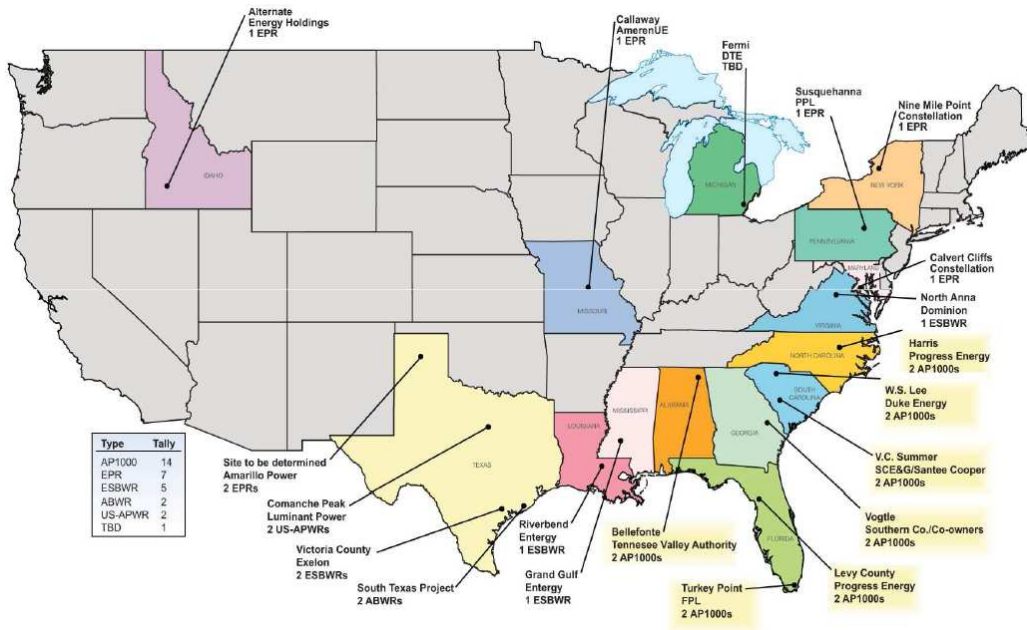 Alternate
Energy Holdings
1 EPR
Callaway
AmerenUE
1 EPR
Fermi
DTE
TBD
Susquehanna
PPL
1 EPR
Nine Mile Point
Constellation
1 EPR
IDAHO
MICHIGAN
NEW YORK
PENNSYLVANIA
MARYLAND
Calvert Cliffs
Constellation
1 EPR
North Anna
Dominion
1 ESBWR
MISSOURI
VIRGINIA
NORTH CAROLINA
Harris
Progress Energy
2 AP1000s
SOUTH
CAROLINA
W.S. Lee
Duke Energy
2 AP1000s
LOUISIANA
MISSISSIPPI
ALABAMA
GEORGIA
TEXAS
FLORIDA
V.C. Summer
SCE&G/Santee Cooper
2 AP1000s
Type Tally
AP1000 14
EPR 7
ESBWR 5
ABWR 2
US-APWR 2
TBD 1
Site to be determined
Amarillo Power
2 EPRs
Comanche Peak
Luminant Power
2 US-APWRs
Victoria County
Exelon
2 ESBWRs
South Texas Project
2 ABWRs
Riverbend
Entergy
1 ESBWR
Grand Gulf
Entergy
1 ESBWR
Bellefonte
Tennesee Valley Authority
2 AP1000s
Vogtle
Southern Co./Co-owners
2 AP1000s
Turkey Point
FPL
2 AP1000s
Levy County
Progress Energy
2 AP1000s